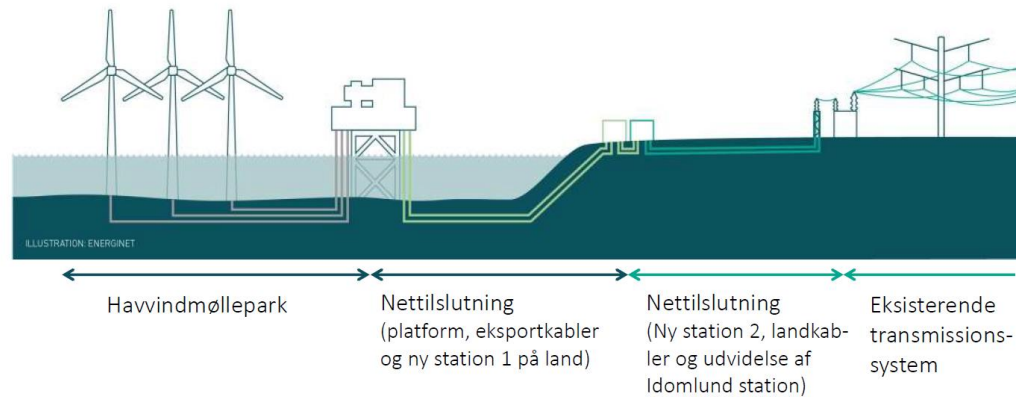 ILLUSTRATION: ENERGINET
Havvindmøllepark
Nettilslutning
(platform, eksportkabler
og ny station 1 på land)
Nettilslutning
(Ny station 2, landkab-
ler og udvidelse af
Idomlund station)
Eksisterende
transmissions-
system